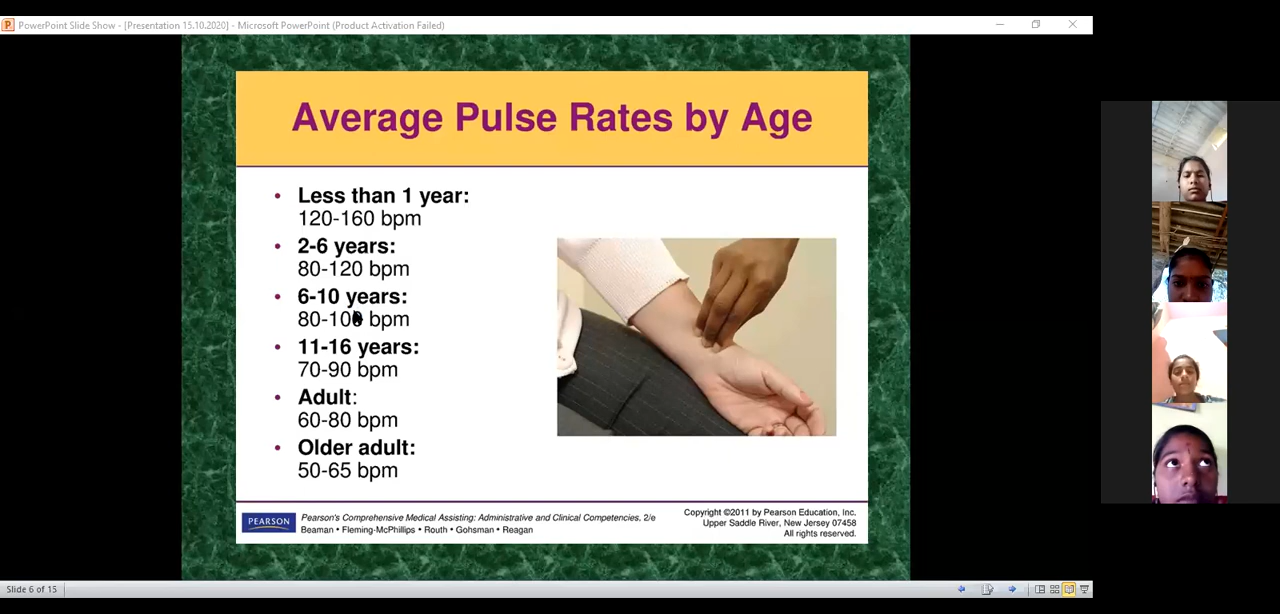 PowerPoint Slide Show - [Presentation 15.10.2020] - Microsoft PowerPoint (Product Activation Failed)
Average Pulse Rates by Age
• Less than 1 year:
120-160 bpm
• 2-6 years:
80-120 bpm
• 6-10 years:
80-100 bpm
• 11-16 years:
70-90 bpm
• Adult:
60-80 bpm
• Older adult:
50-65 bpm
PEARSON
Pearson's Comprehensive Medical Assisting: Administrative and Clinical Competencies, 2/e
Beaman • Fleming-McPhillips • Routh • Gohsman • Reagan
Copyright ©2011 by Pearson Education, Inc.
Upper Saddle River, New Jersey 07458
All rights reserved.
Slide 6 of 15